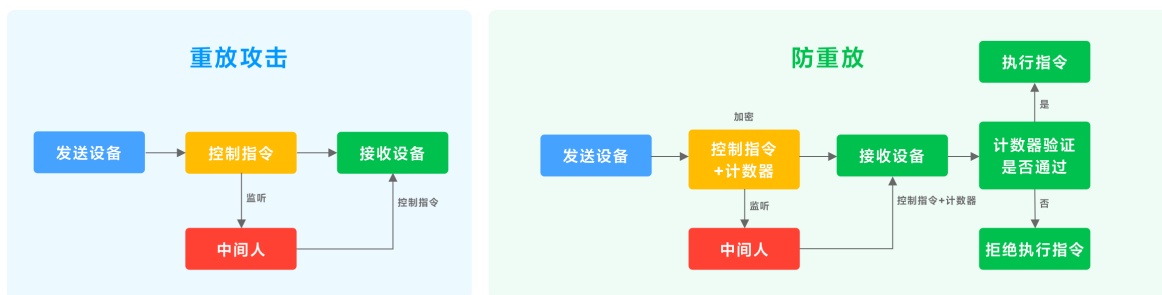 重放攻击
发送设备
控制指令
接收设备
监听
控制指令
中间人
防重放
执行指令
是
加密
发送设备
控制指令
+计数器
接收设备
计数器验证
是否通过
监听
控制指令+计数器
否
中间人
拒绝执行指令